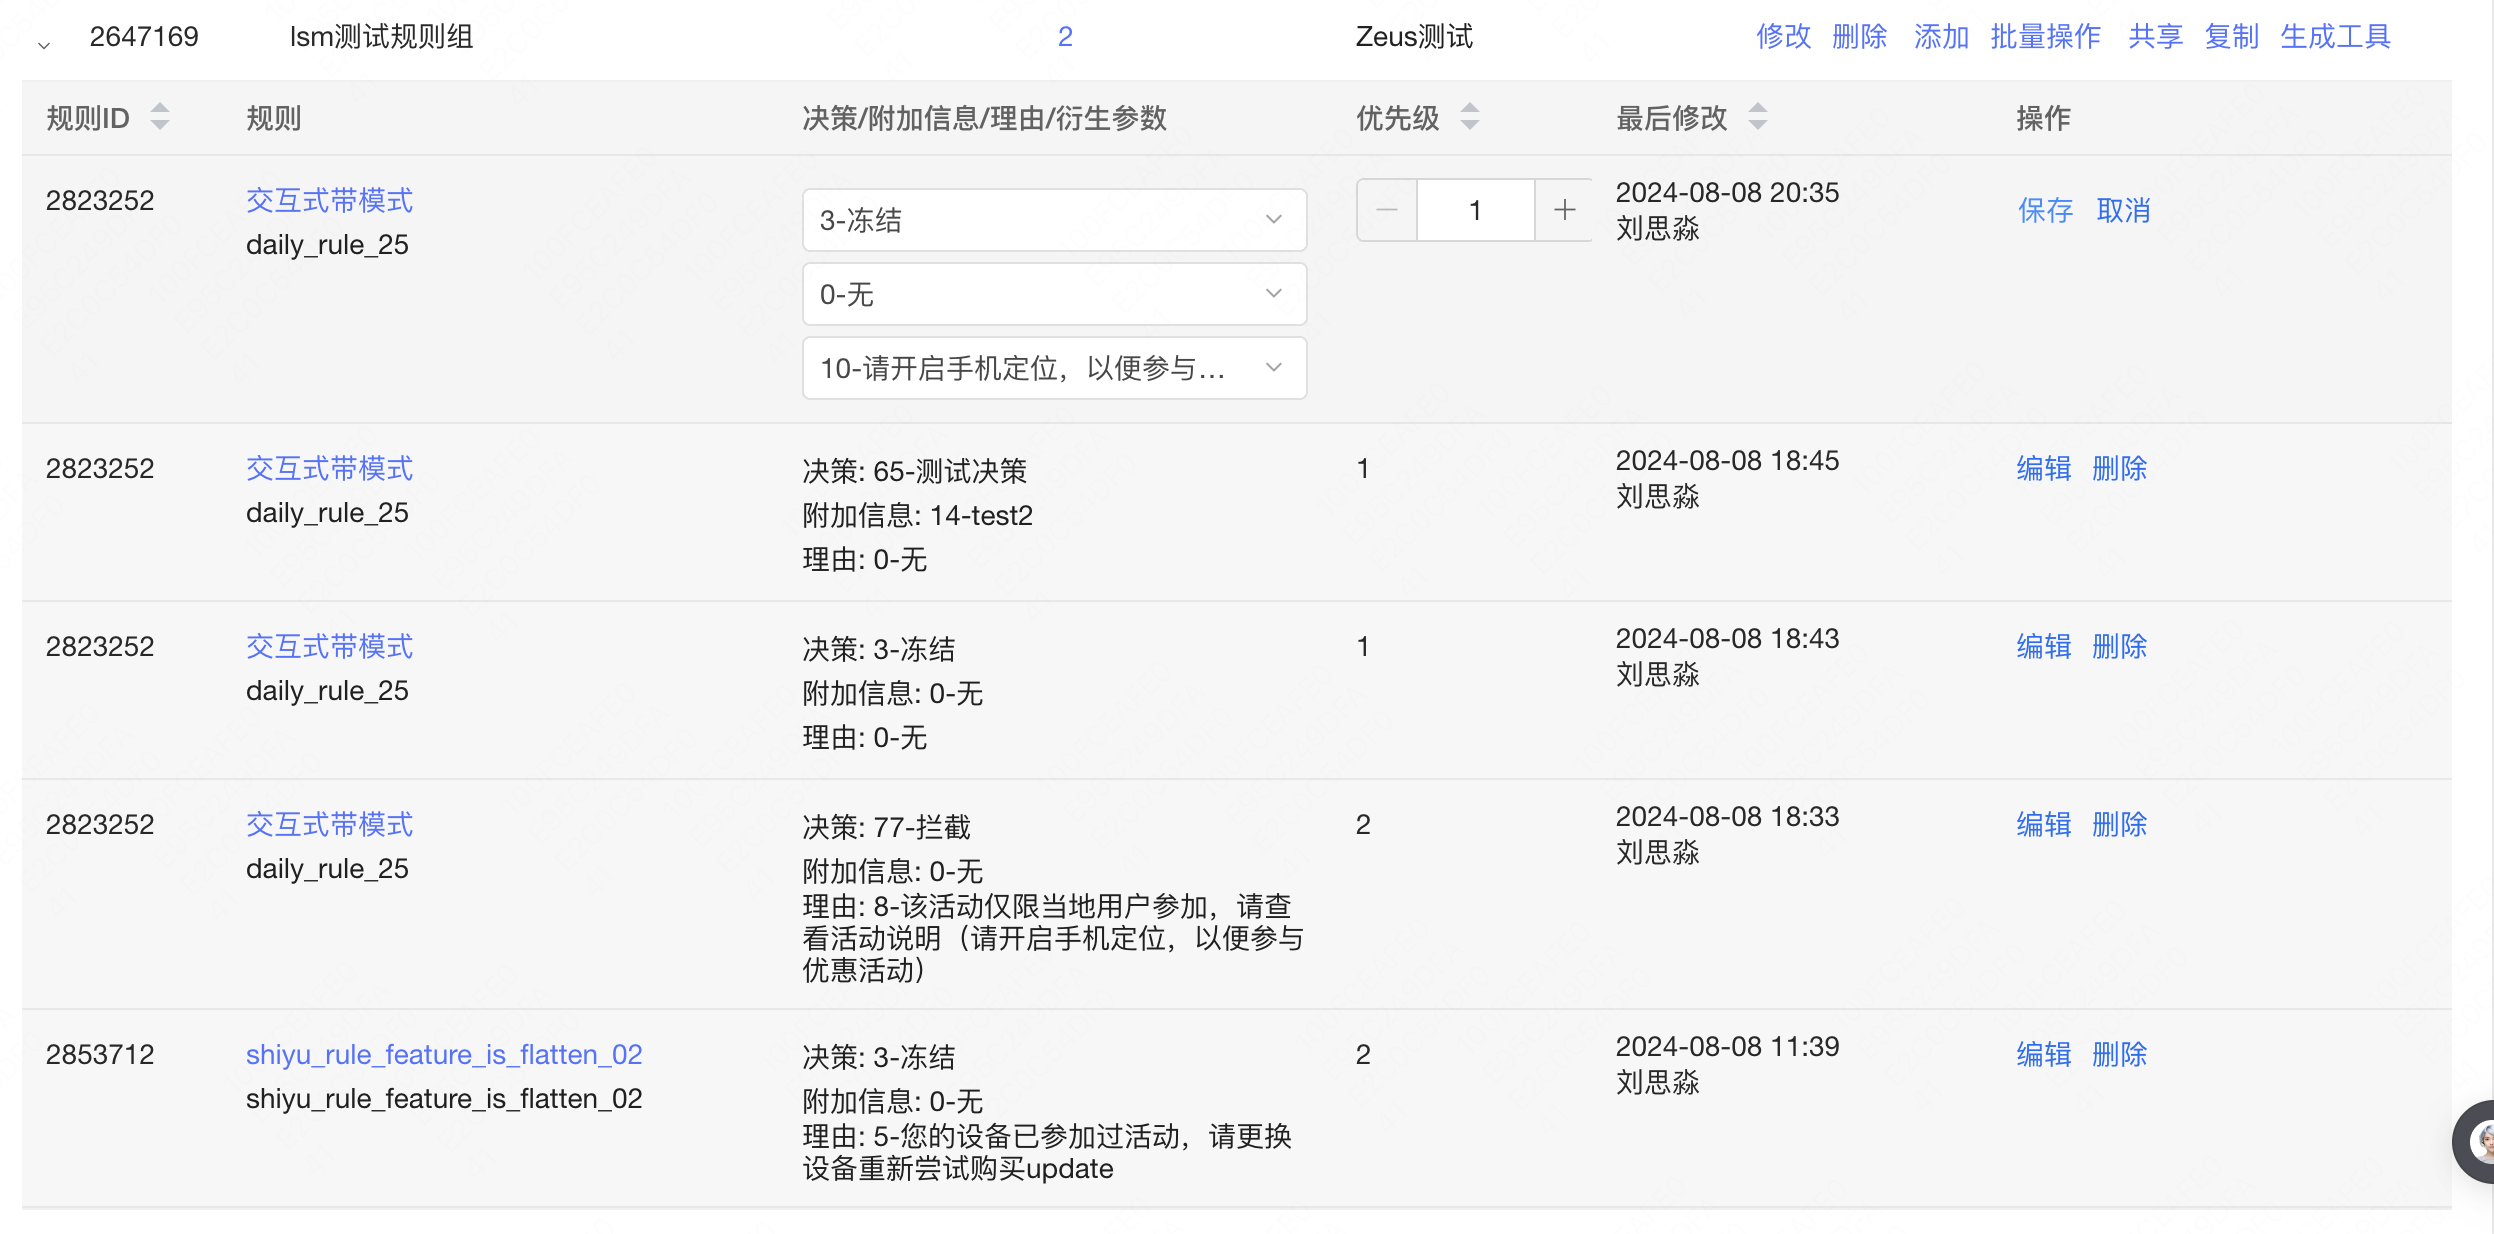 2647169 lsm测试规则组 2 Zeus测试 修改 删除 添加 批量操作 共享 复制 生成工具
规则ID 规则 决策/附加信息/理由/衍生参数 优先级 最后修改 操作
2823252 交互式带模式 3-冻结 1 2024-08-08 20:35 保存 取消
daily_rule_25 刘思淼
0-无
10-请开启手机定位，以便参与...
2823252 交互式带模式 决策: 65-测试决策 1 2024-08-08 18:45 编辑 删除
daily_rule_25 附加信息: 14-test2 刘思淼
理由: 0-无
2823252 交互式带模式 决策: 3-冻结 1 2024-08-08 18:43 编辑 删除
daily_rule_25 附加信息: 0-无 刘思淼
理由: 0-无
2823252 交互式带模式 决策: 77-拦截 2 2024-08-08 18:33 编辑 删除
daily_rule_25 附加信息: 0-无 刘思淼
理由: 8-该活动仅限当地用户参加，请查
看活动说明（请开启手机定位，以便参与
优惠活动）
2853712 shiyu_rule_feature_is_flatten_02 决策: 3-冻结 2 2024-08-08 11:39 编辑 删除
shiyu_rule_feature_is_flatten_02 附加信息: 0-无 刘思淼
理由: 5-您的设备已参加过活动，请更换
设备重新尝试购买update